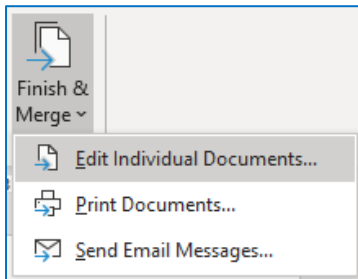 Finish &
Merge
Edit Individual Documents...
Print Documents...
Send Email Messages...